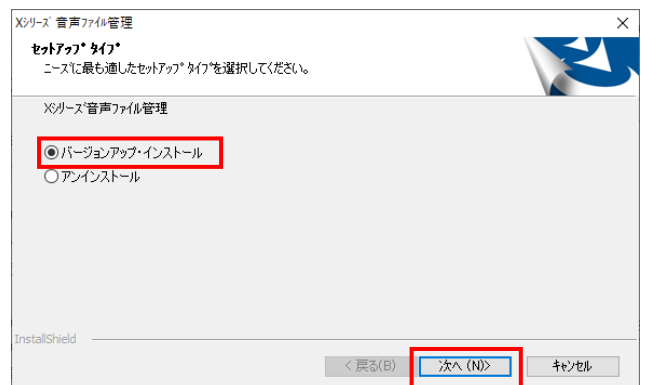 Xｼﾘｰｽﾞ 音声ﾌｧｲﾙ管理
ｾｯﾄｱｯﾌﾟ ﾀｲﾌﾟ
ﾆｰｽﾞに最も適したｾｯﾄｱｯﾌﾟ ﾀｲﾌﾟを選択してください。
Xｼﾘｰｽﾞ音声ﾌｧｲﾙ管理
バージョンアップ・インストール
アンインストール
InstallShield
< 戻る(B)
次へ (N)>
ｷｬﾝｾﾙ